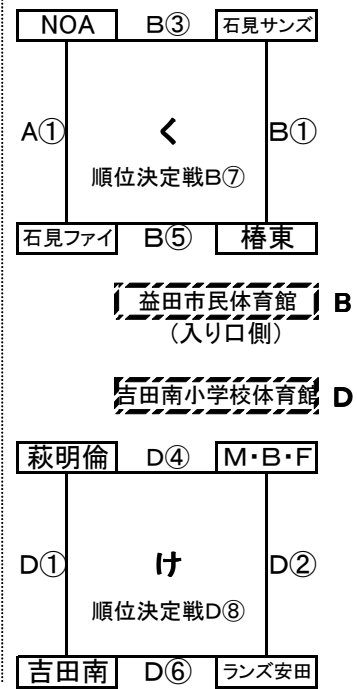 NOA B③ 石見サンズ
A① く B①
順位決定戦B⑦
石見ファイ B⑤ 椿東
益田市民体育館 B
(入り口側)
吉田南小学校体育館 D
萩明倫 D④ M・B・F
D① け D②
順位決定戦D⑧
吉田南 D⑥ ランズ安田